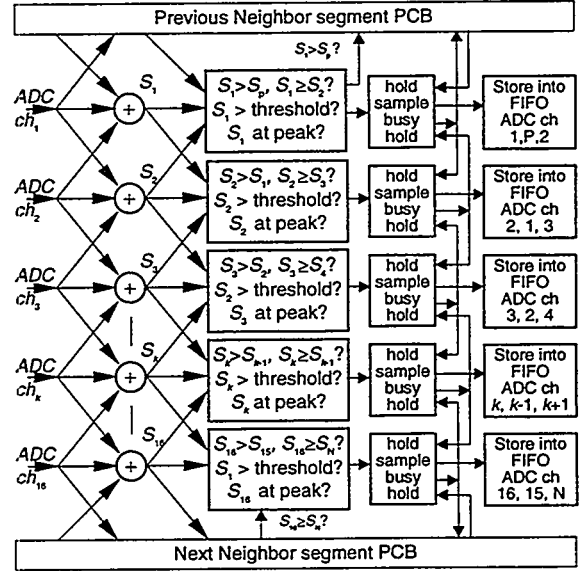 Previous Neighbor segment PCB
S₁>Sₚ?
ADC
ch₁
S₁
S₁>Sₚ, S₁≥S₂?
S₁ > threshold?
S₁ at peak?
hold
sample
busy
hold
Store into
FIFO
ADC ch
1,P,2
ADC
ch₂
S₂
S₂>S₁, S₂≥S₃?
S₂ > threshold?
S₂ at peak?
hold
sample
busy
hold
Store into
FIFO
ADC ch
2, 1, 3
ADC
ch₃
S₃
S₃>S₂, S₃≥S₄?
S₂ > threshold?
S₃ at peak?
hold
sample
busy
hold
Store into
FIFO
ADC ch
3, 2, 4
ADC
chₖ
Sₖ
Sₖ>Sₖ₋₁, Sₖ≥Sₖ₊₁?
Sₖ > threshold?
Sₖ at peak?
hold
sample
busy
hold
Store into
FIFO
ADC ch
k, k-1, k+1
ADC
ch₁₆
S₁₆
S₁₆>S₁₅, S₁₆≥S_N?
S₁ > threshold?
S₁₆ at peak?
hold
sample
busy
hold
Store into
FIFO
ADC ch
16, 15, N
S₁₆≥S_N?
Next Neighbor segment PCB